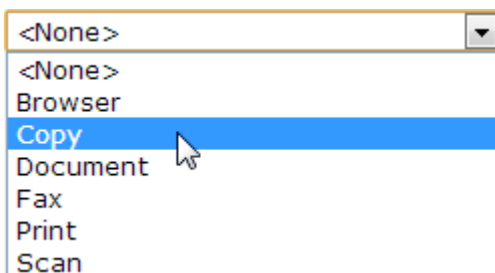 <None>
<None>
Browser
Copy
Document
Fax
Print
Scan